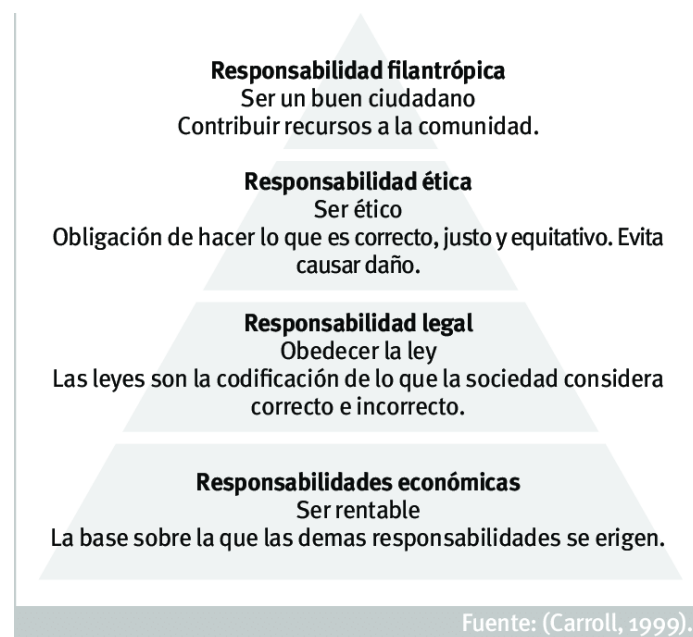 Responsabilidad filantrópica
Ser un buen ciudadano
Contribuir recursos a la comunidad.
Responsabilidad ética
Ser ético
Obligación de hacer lo que es correcto, justo y equitativo. Evita
causar daño.
Responsabilidad legal
Obedecer la ley
Las leyes son la codificación de lo que la sociedad considera
correcto e incorrecto.
Responsabilidades económicas
Ser rentable
La base sobre la que las demas responsabilidades se erigen.
Fuente: (Carroll, 1999).